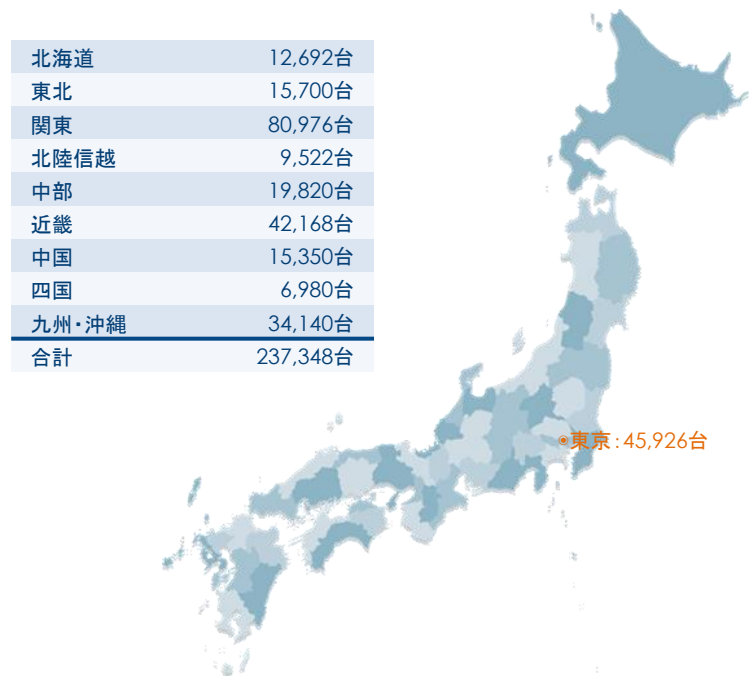 北海道 12,692台
東北 15,700台
関東 80,976台
北陸信越 9,522台
中部 19,820台
近畿 42,168台
中国 15,350台
四国 6,980台
九州・沖縄 34,140台
合計 237,348台
東京:45,926台